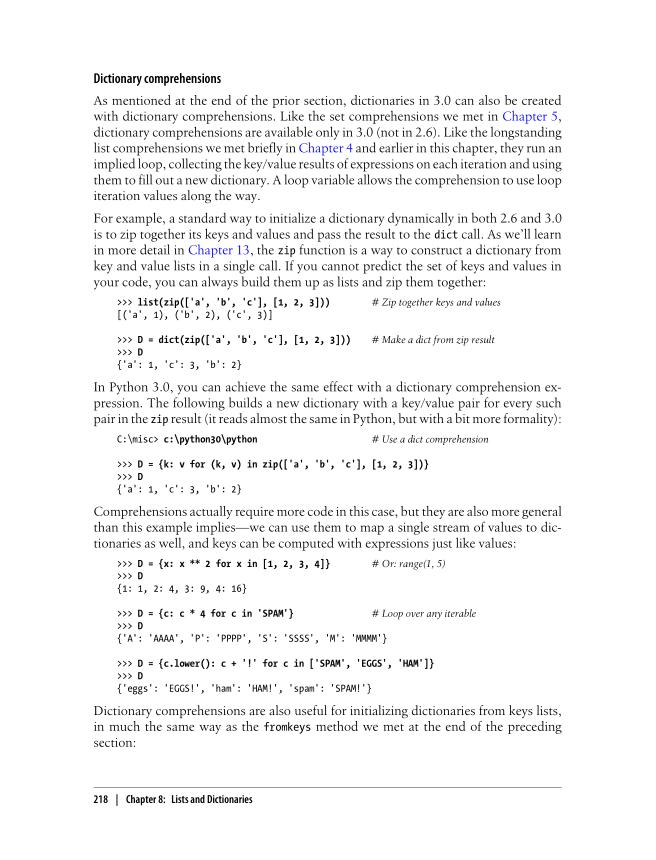 Dictionary comprehensions
As mentioned at the end of the prior section, dictionaries in 3.0 can also be created
with dictionary comprehensions. Like the set comprehensions we met in Chapter 5,
dictionary comprehensions are available only in 3.0 (not in 2.6). Like the longstanding
list comprehensions we met briefly in Chapter 4 and earlier in this chapter, they run an
implied loop, collecting the key/value results of expressions on each iteration and using
them to fill out a new dictionary. A loop variable allows the comprehension to use loop
iteration values along the way.
For example, a standard way to initialize a dictionary dynamically in both 2.6 and 3.0
is to zip together its keys and values and pass the result to the dict call. As we'll learn
in more detail in Chapter 13, the zip function is a way to construct a dictionary from
key and value lists in a single call. If you cannot predict the set of keys and values in
your code, you can always build them up as lists and zip them together:
>>> list(zip(['a', 'b', 'c'], [1, 2, 3])) # Zip together keys and values
[('a', 1), ('b', 2), ('c', 3)]
>>> D = dict(zip(['a', 'b', 'c'], [1, 2, 3])) # Make a dict from zip result
>>> D
{'a': 1, 'c': 3, 'b': 2}
In Python 3.0, you can achieve the same effect with a dictionary comprehension ex-
pression. The following builds a new dictionary with a key/value pair for every such
pair in the zip result (it reads almost the same in Python, but with a bit more formality):
C:\misc> c:\python30\python # Use a dict comprehension
>>> D = {k: v for (k, v) in zip(['a', 'b', 'c'], [1, 2, 3])}
>>> D
{'a': 1, 'c': 3, 'b': 2}
Comprehensions actually require more code in this case, but they are also more general
than this example implies—we can use them to map a single stream of values to dic-
tionaries as well, and keys can be computed with expressions just like values:
>>> D = {x: x ** 2 for x in [1, 2, 3, 4]} # Or: range(1, 5)
>>> D
{1: 1, 2: 4, 3: 9, 4: 16}
>>> D = {c: c * 4 for c in 'SPAM'} # Loop over any iterable
>>> D
{'A': 'AAAA', 'P': 'PPPP', 'S': 'SSSS', 'M': 'MMMM'}
>>> D = {c.lower(): c + '!' for c in ['SPAM', 'EGGS', 'HAM']}
>>> D
{'eggs': 'EGGS!', 'ham': 'HAM!', 'spam': 'SPAM!'}
Dictionary comprehensions are also useful for initializing dictionaries from keys lists,
in much the same way as the fromkeys method we met at the end of the preceding
section:
218 | Chapter 8: Lists and Dictionaries